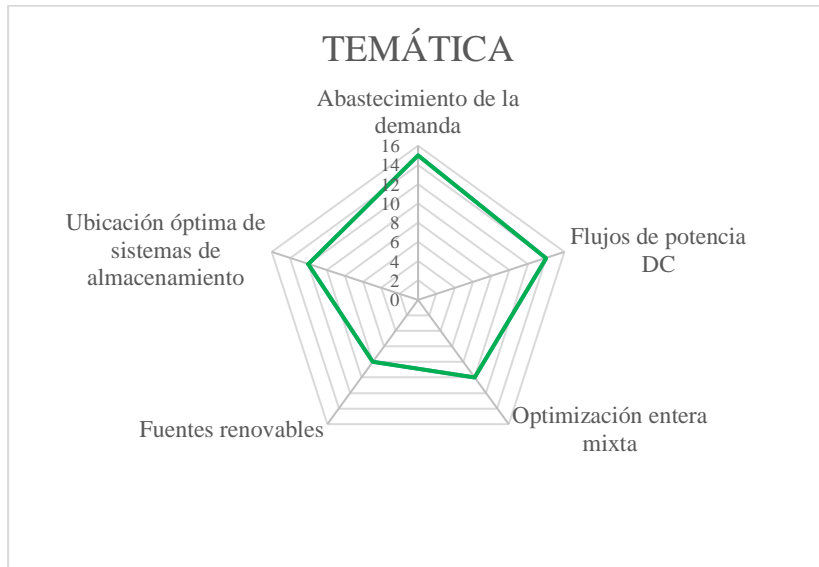 TEMÁTICA
Abastecimiento de la
demanda
16
14
12
10
8
6
4
2
0
Flujos de potencia
DC
Optimización entera
mixta
Fuentes renovables
Ubicación óptima de
sistemas de
almacenamiento